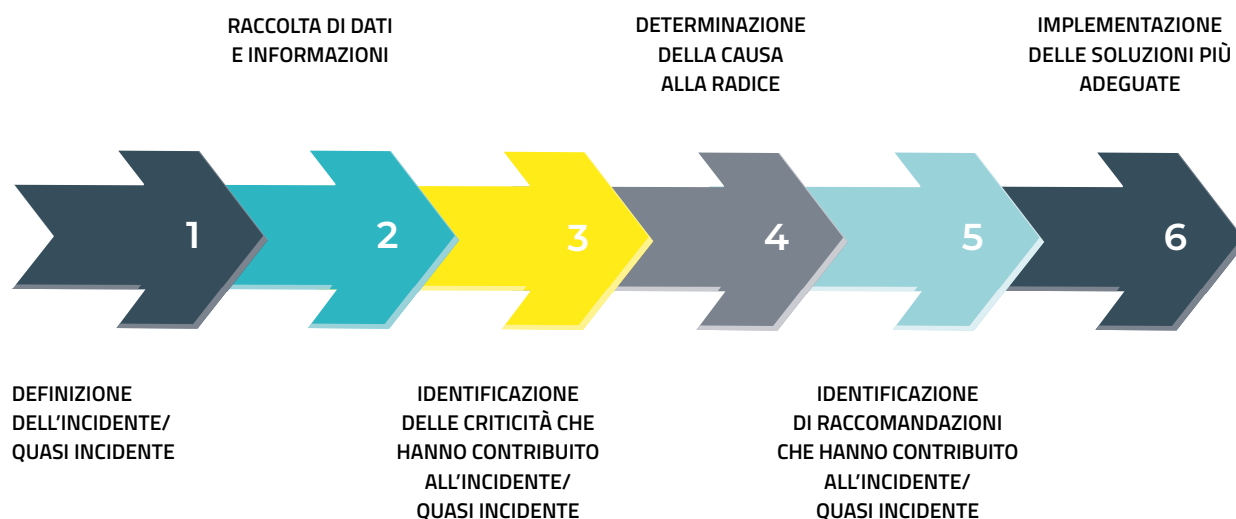 RACCOLTA DI DATI
E INFORMAZIONI
DETERMINAZIONE
DELLA CAUSA
ALLA RADICE
IMPLEMENTAZIONE
DELLE SOLUZIONI PIÙ
ADEGUATE
1
2
3
4
5
6
DEFINIZIONE
DELL’INCIDENTE/
QUASI INCIDENTE
IDENTIFICAZIONE
DELLE CRITICITÀ CHE
HANNO CONTRIBUITO
ALL’INCIDENTE/
QUASI INCIDENTE
IDENTIFICAZIONE
DI RACCOMANDAZIONI
CHE HANNO CONTRIBUITO
ALL’INCIDENTE/
QUASI INCIDENTE